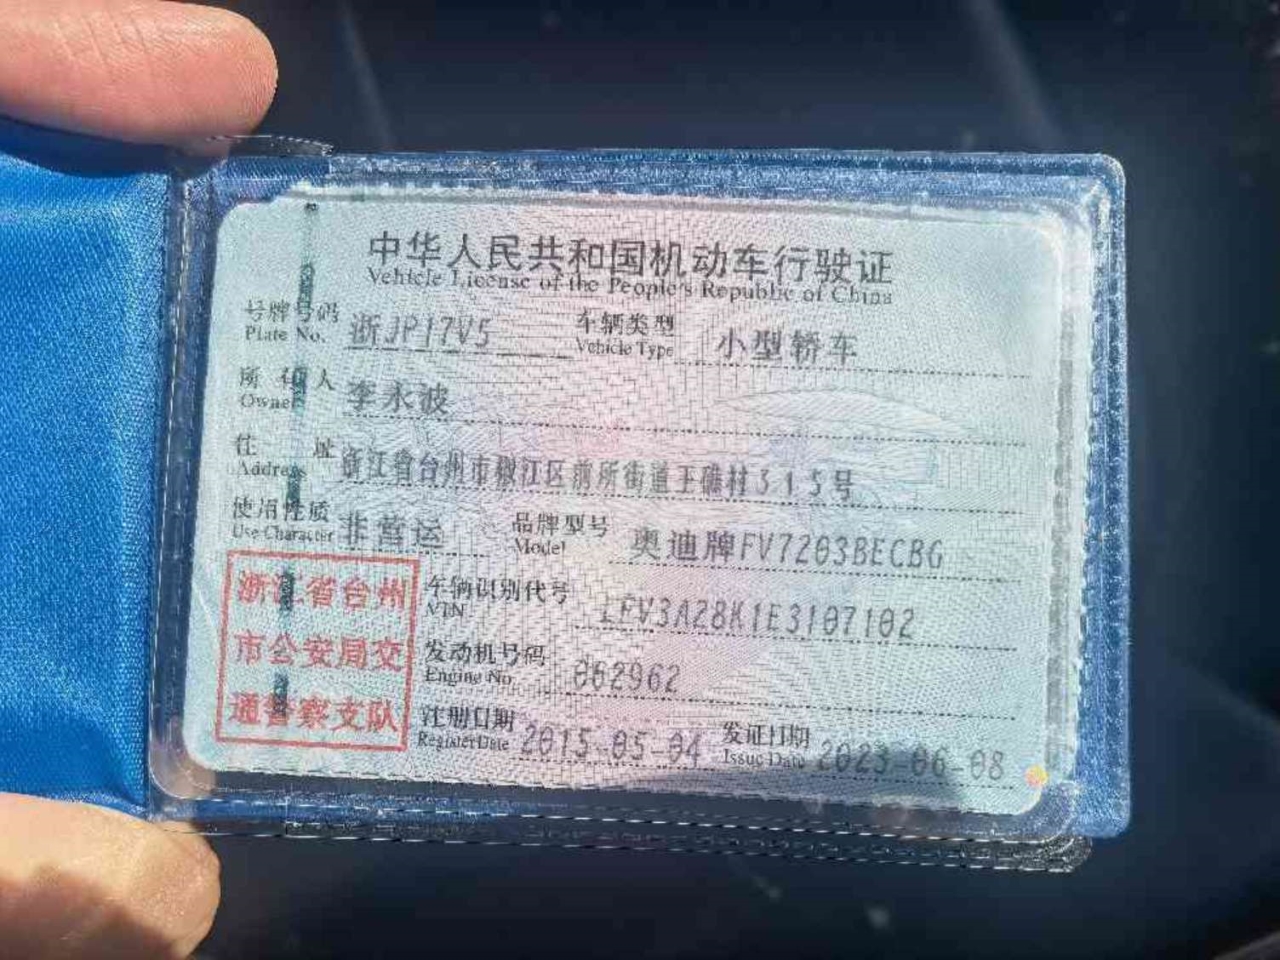 中华人民共和国机动车行驶证
Vehicle License of the People's Republic of China
号牌号码 浙JP17V5 车辆类型 小型轿车
Plate No. Vehicle Type
所有人 李永波
Owner
住址 浙江省台州市椒江区前所街道王礁村315号
Address
使用性质 非营运 品牌型号 奥迪牌FV7203BECBG
Use Character Model
车辆识别代号 LFV3A28K1E3107102
VIN
发动机号码 062962
Engine No.
注册日期 2015-05-04 发证日期 2023-06-08
Register Date Issue Date
浙江省台州
市公安局交
通警察支队